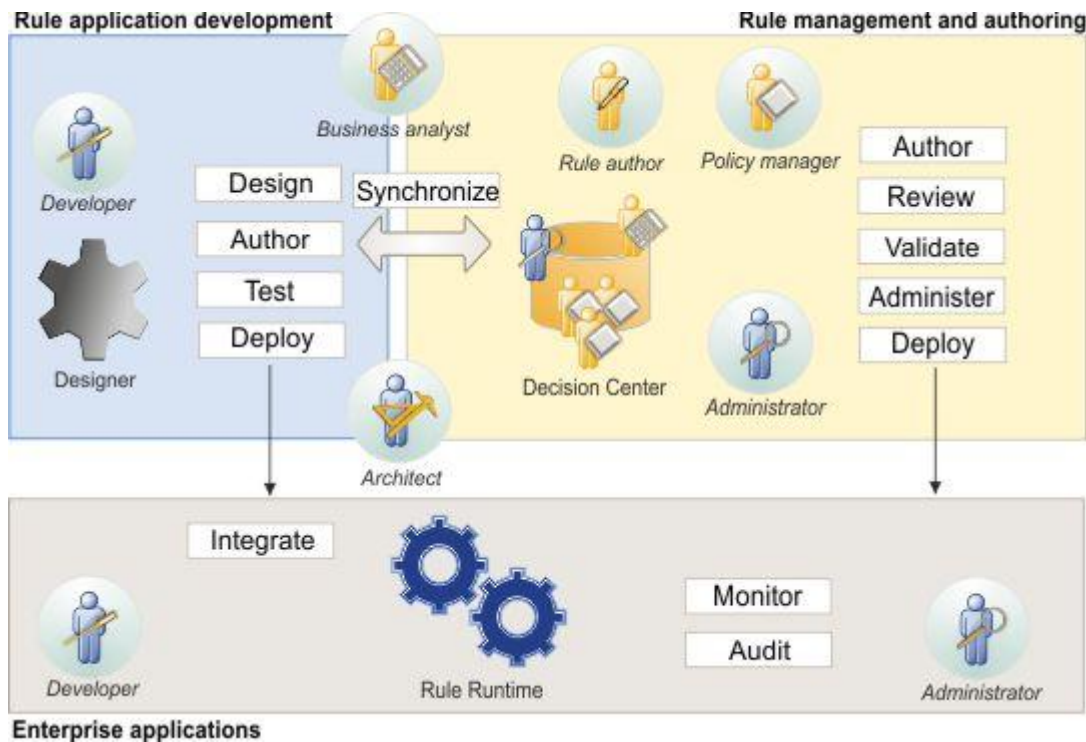 Rule application development
Rule management and authoring
Business analyst
Developer
Rule author
Policy manager
Design
Author
Test
Deploy
Synchronize
Author
Review
Validate
Administer
Deploy
Designer
Decision Center
Administrator
Architect
Integrate
Monitor
Audit
Developer
Rule Runtime
Administrator
Enterprise applications